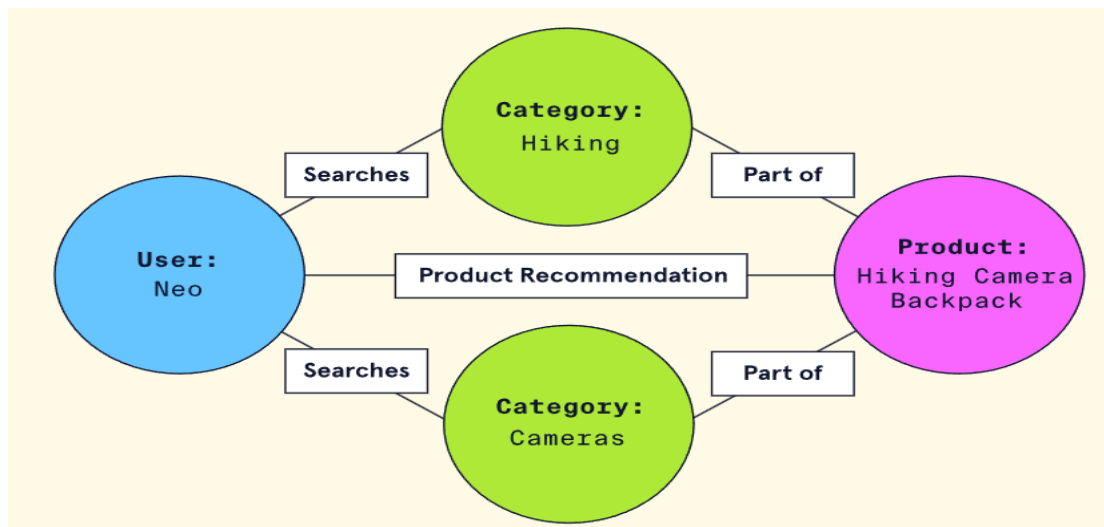 Category:
Hiking
Searches
Part of
User:
Neo
Product Recommendation
Product:
Hiking Camera
Backpack
Searches
Part of
Category:
Cameras